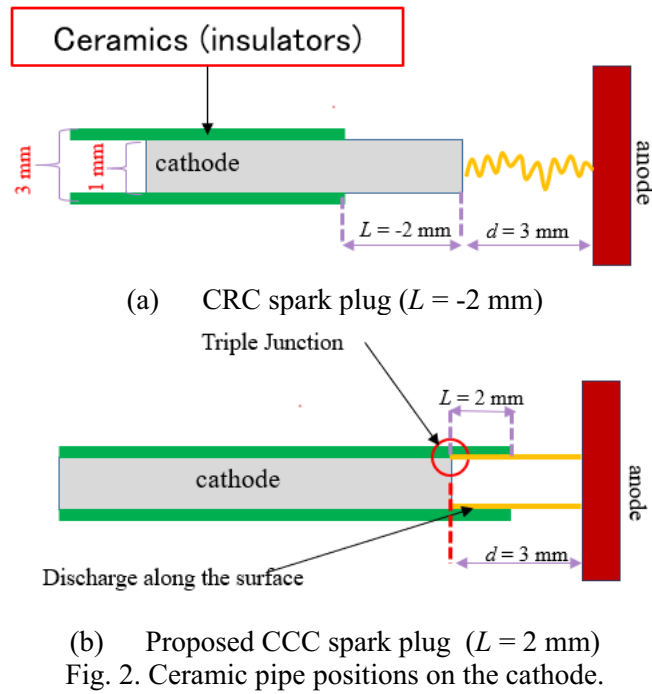 Ceramics (insulators)
3 mm
1 mm
cathode
anode
L = -2 mm
d = 3 mm
(a) CRC spark plug (L = -2 mm)
Triple Junction
L = 2 mm
cathode
anode
d = 3 mm
Discharge along the surface
(b) Proposed CCC spark plug (L = 2 mm)
Fig. 2. Ceramic pipe positions on the cathode.